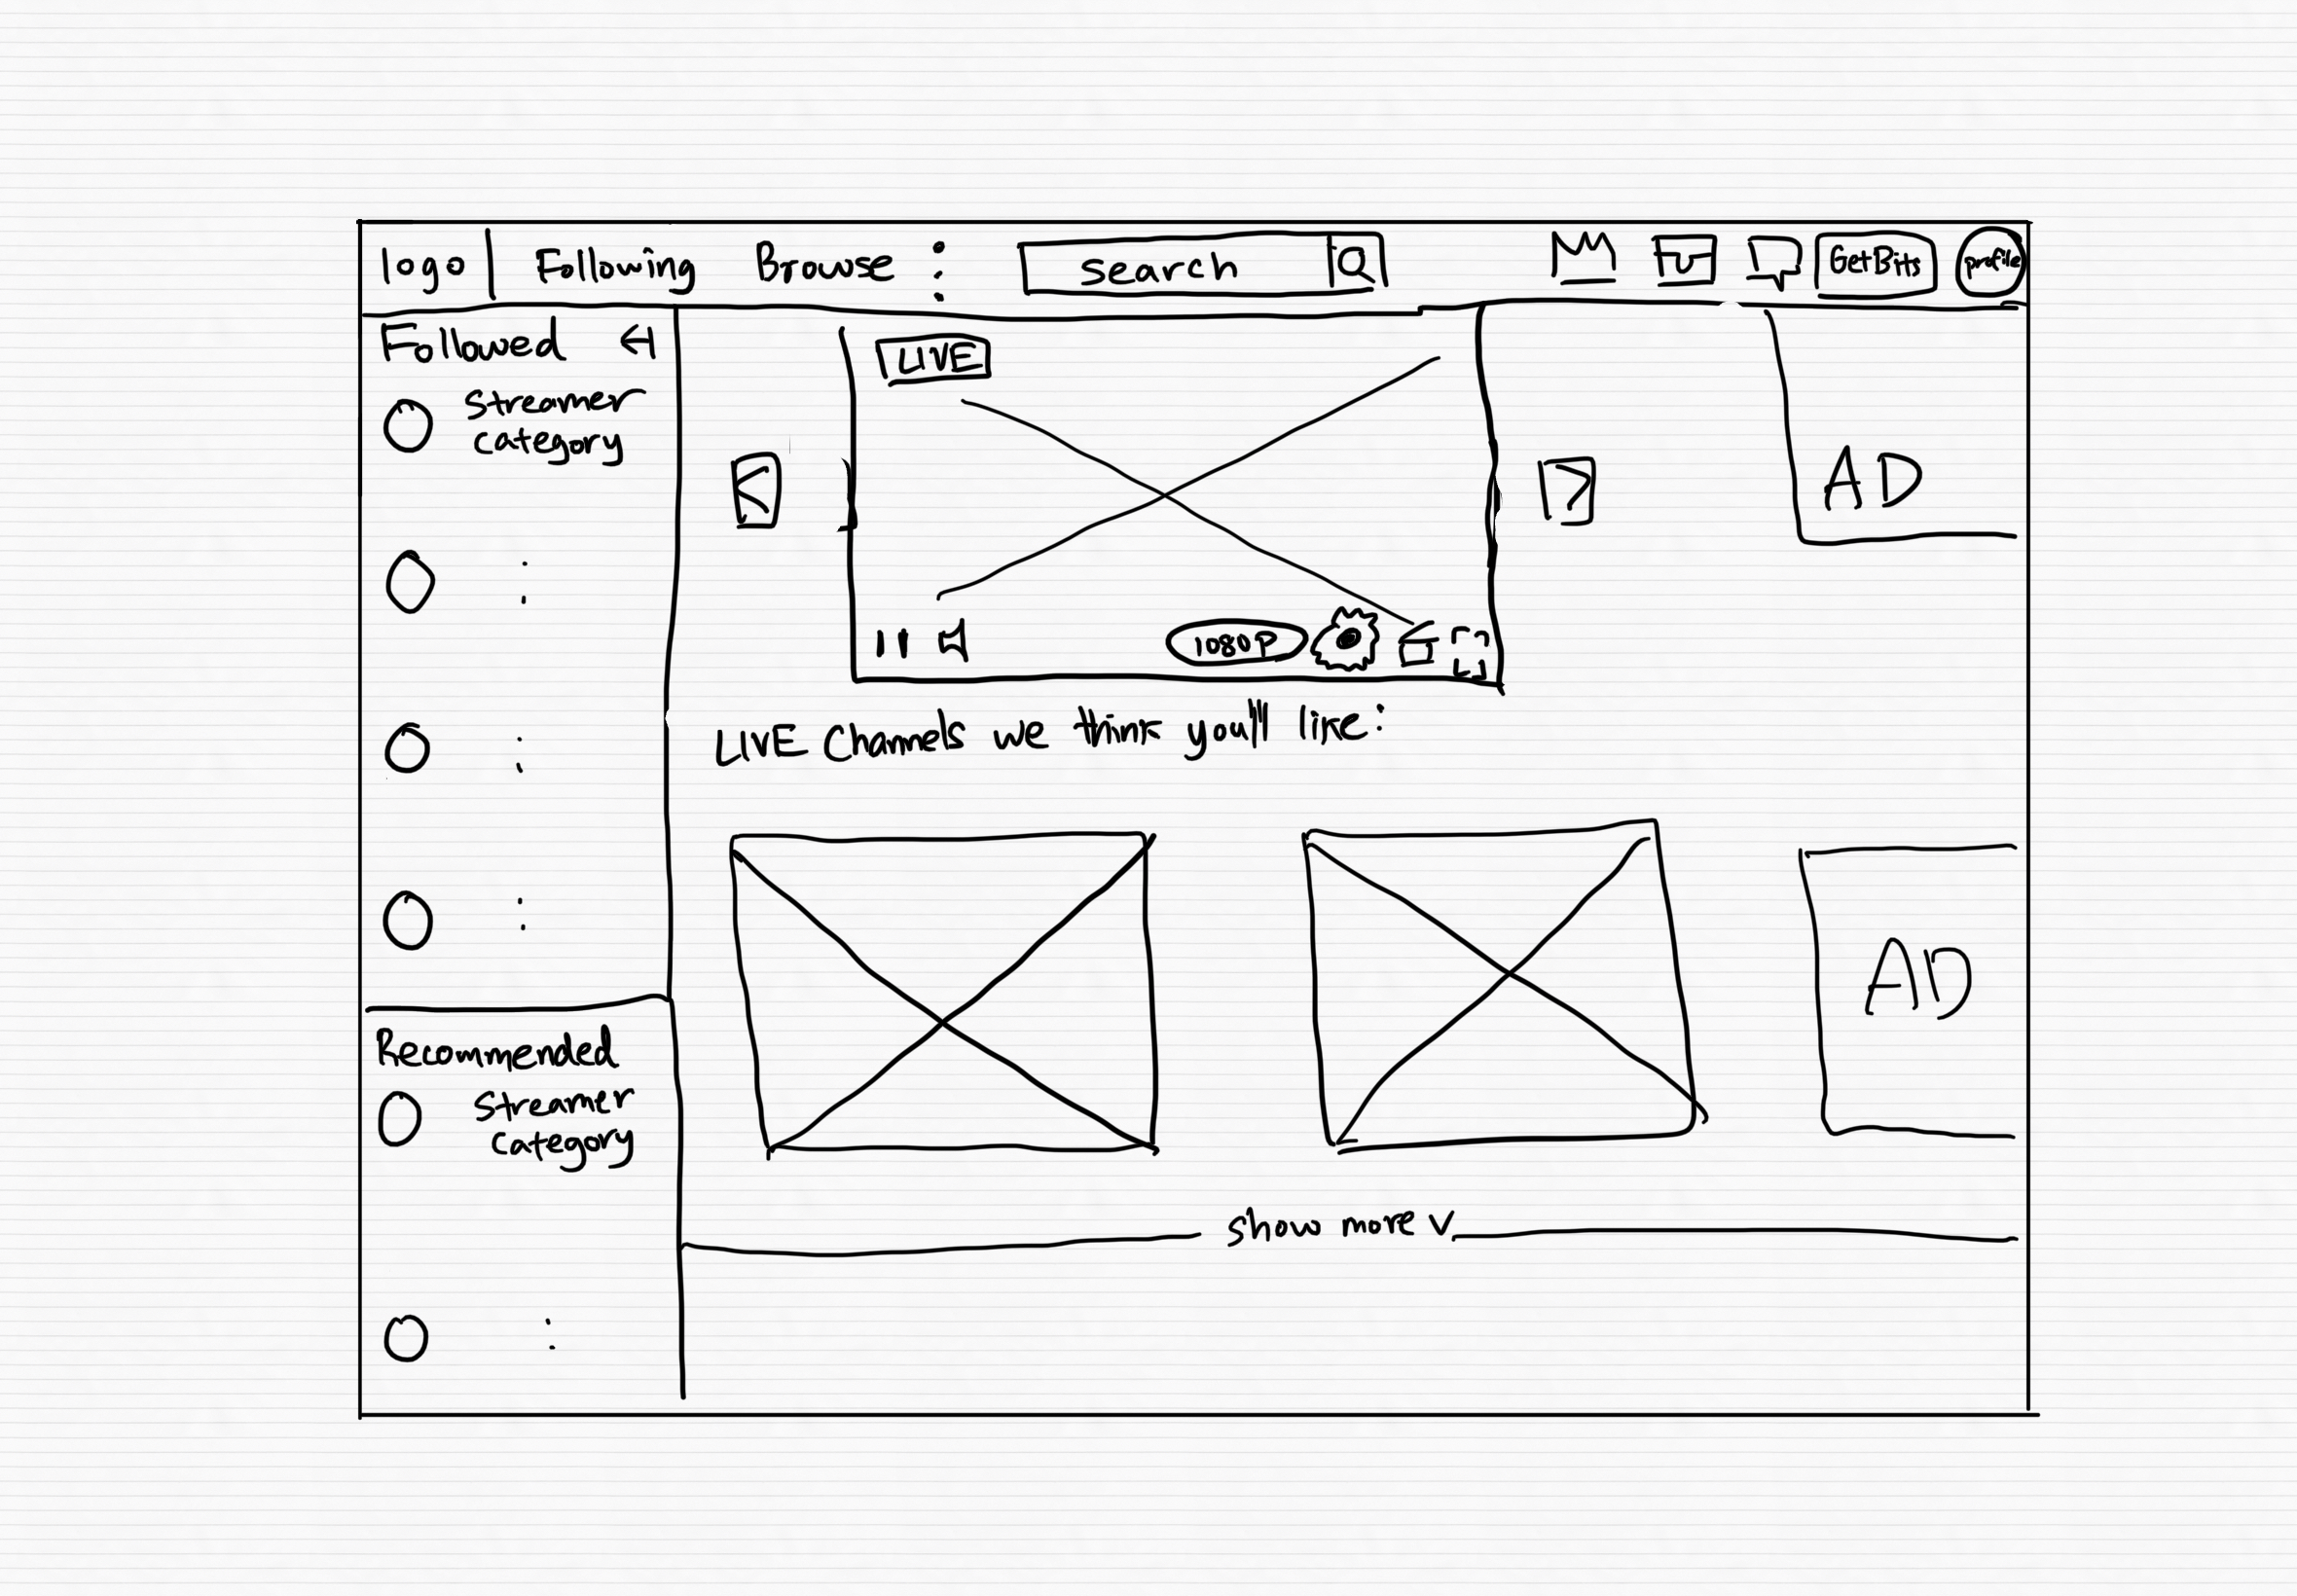 logo Following Browse search GetBits profile
Followed
Streamer
category
LIVE
AD
1080p
LIVE Channels we think you'll like:
AD
Recommended
Streamer
category
show more